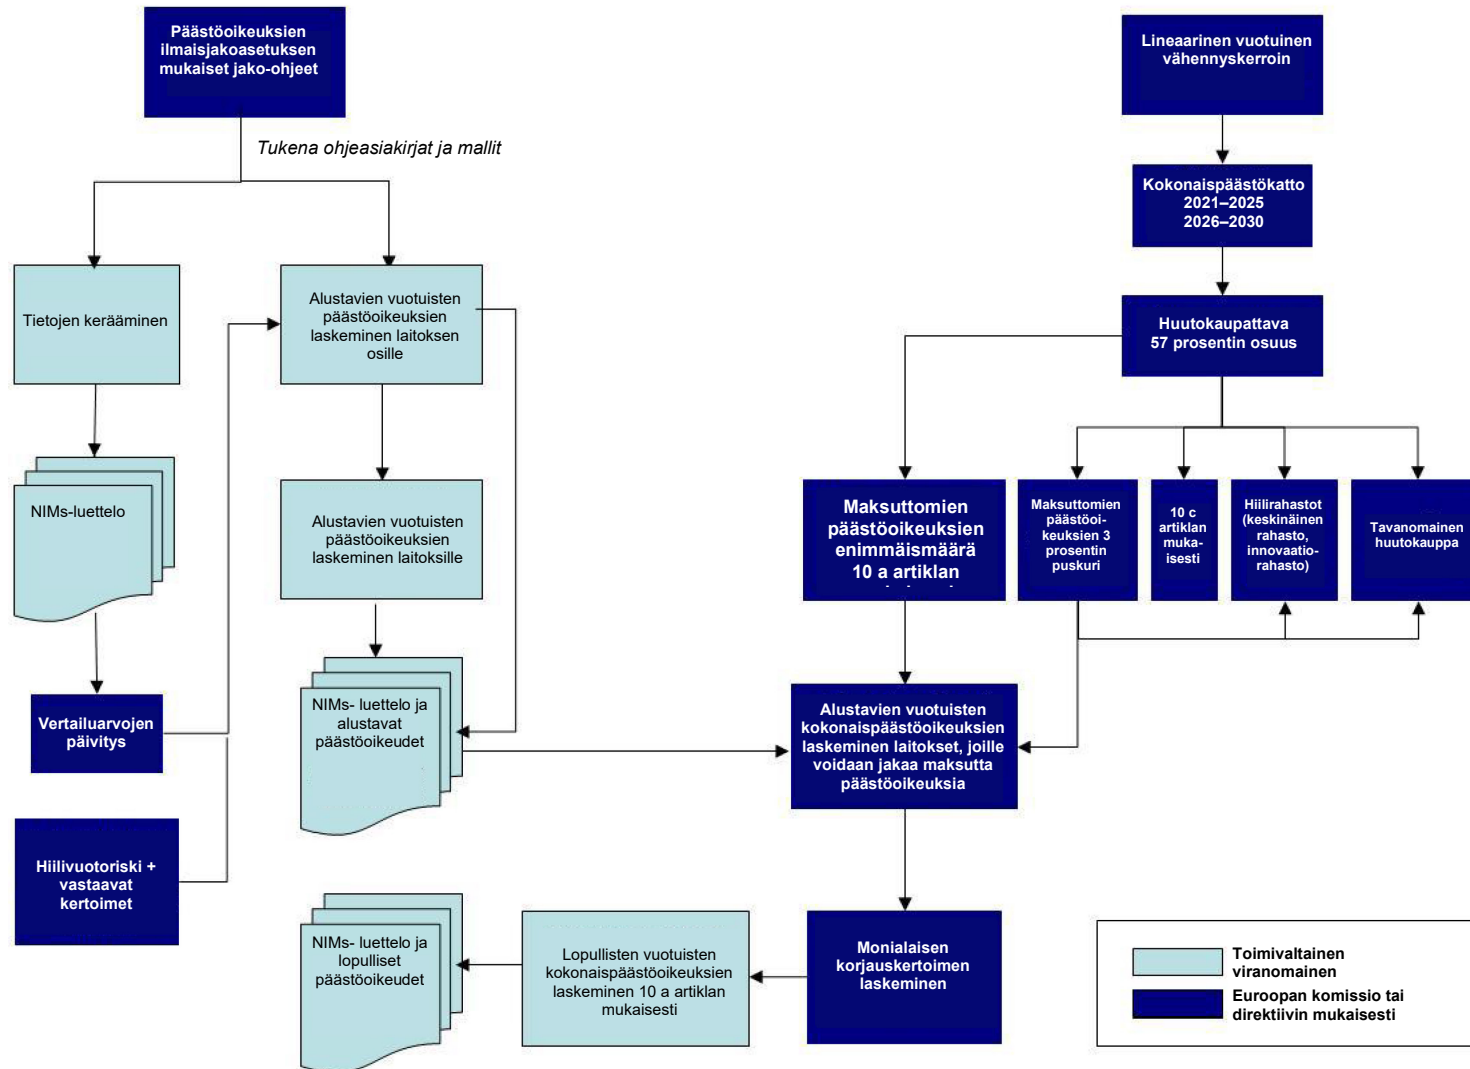 Päästöoikeuksien
ilmaisjakoasetuksen
mukaiset jako-ohjeet
Tukena ohjeasiakirjat ja mallit
Tietojen kerääminen
NIMs-luettelo
Vertailuarvojen
päivitys
Hiilivuotoriski +
vastaavat
kertoimet
Alustavien vuotuisten
päästöoikeuksien
laskeminen laitoksen
osille
Alustavien vuotuisten
päästöoikeuksien
laskeminen laitoksille
NIMs- luettelo ja
alustavat
päästöoikeudet
NIMs- luettelo ja
lopulliset
päästöoikeudet
Lopullisten vuotuisten
kokonaispäästöoikeuksien
laskeminen 10 a artiklan
mukaisesti
Lineaarinen vuotuinen
vähennyskerroin
Kokonaispäästökatto
2021–2025
2026–2030
Huutokaupattava
57 prosentin osuus
Maksuttomien
päästöoikeuksien
enimmäismäärä
10 a artiklan
Maksuttomien
päästöoi-
keuksien 3
prosentin
puskuri
10 c
artiklan
muka-
isesti
Hiilirahastot
(keskinäinen
rahasto,
innovaatio-
rahasto)
Tavanomainen
huutokauppa
Alustavien vuotuisten
kokonaispäästöoikeuksien
laskeminen laitokset, joille
voidaan jakaa maksutta
päästöoikeuksia
Monialaisen
korjauskertoimen
laskeminen
Toimivaltainen
viranomainen
Euroopan komissio tai
direktiivin mukaisesti